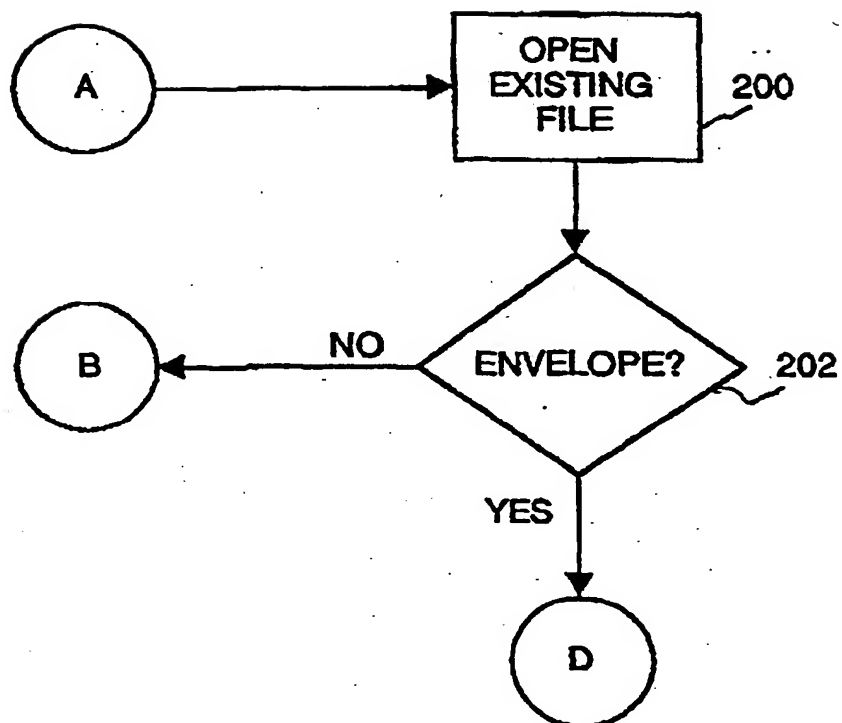 A
OPEN
EXISTING
FILE
200
B
NO
ENVELOPE?
202
YES
D